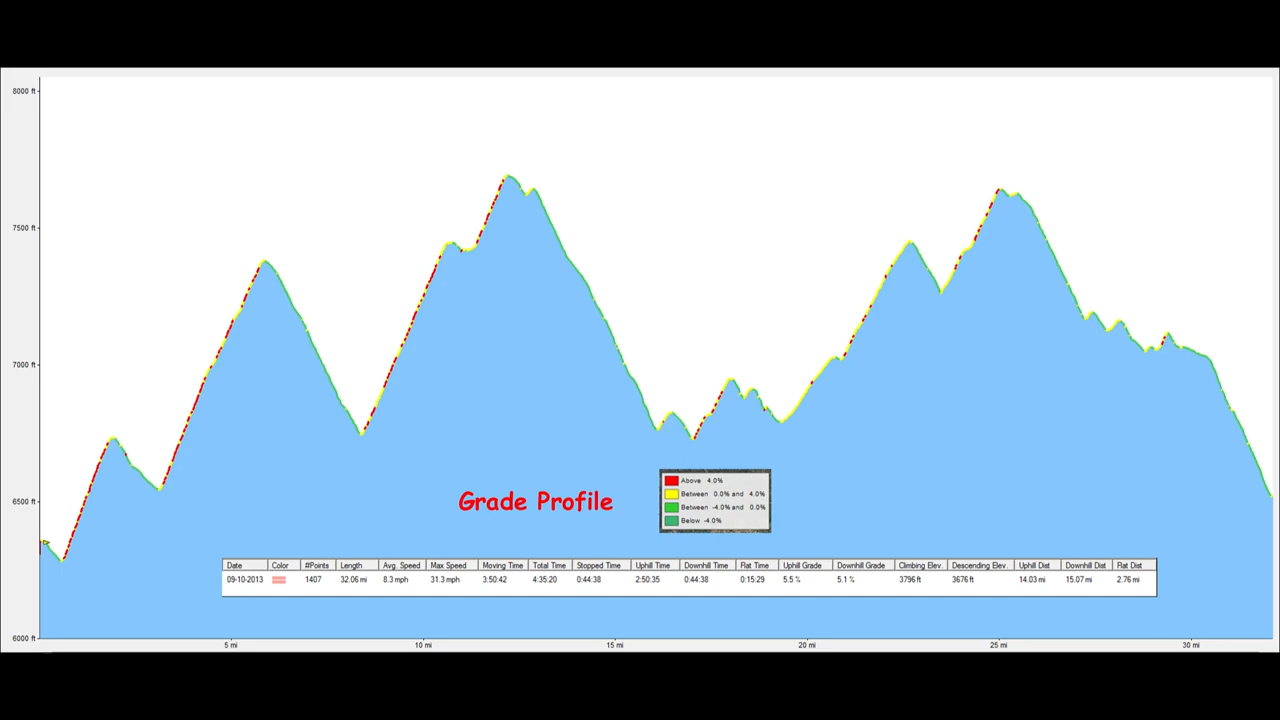 8000 ft
7500 ft
7000 ft
6500 ft
6000 ft
Grade Profile
Above 4.0%
Between 0.0% and 4.0%
Between -4.0% and 0.0%
Below -4.0%
Date Color #Points Length Avg. Speed Max Speed Moving Time Total Time Stopped Time Uphill Time Downhill Time Flat Time Uphill Grade Downhill Grade Climbing Elev. Descending Elev. Uphill Dist Downhill Dist Flat Dist
09-10-2013 1407 32.06 mi 8.3 mph 31.3 mph 3:50:42 4:35:20 0:44:38 2:50:35 0:44:38 0:15:29 5.5 % 5.1 % 3796 ft 3676 ft 14.03 mi 15.07 mi 2.76 mi
5 mi 10 mi 15 mi 20 mi 25 mi 30 mi